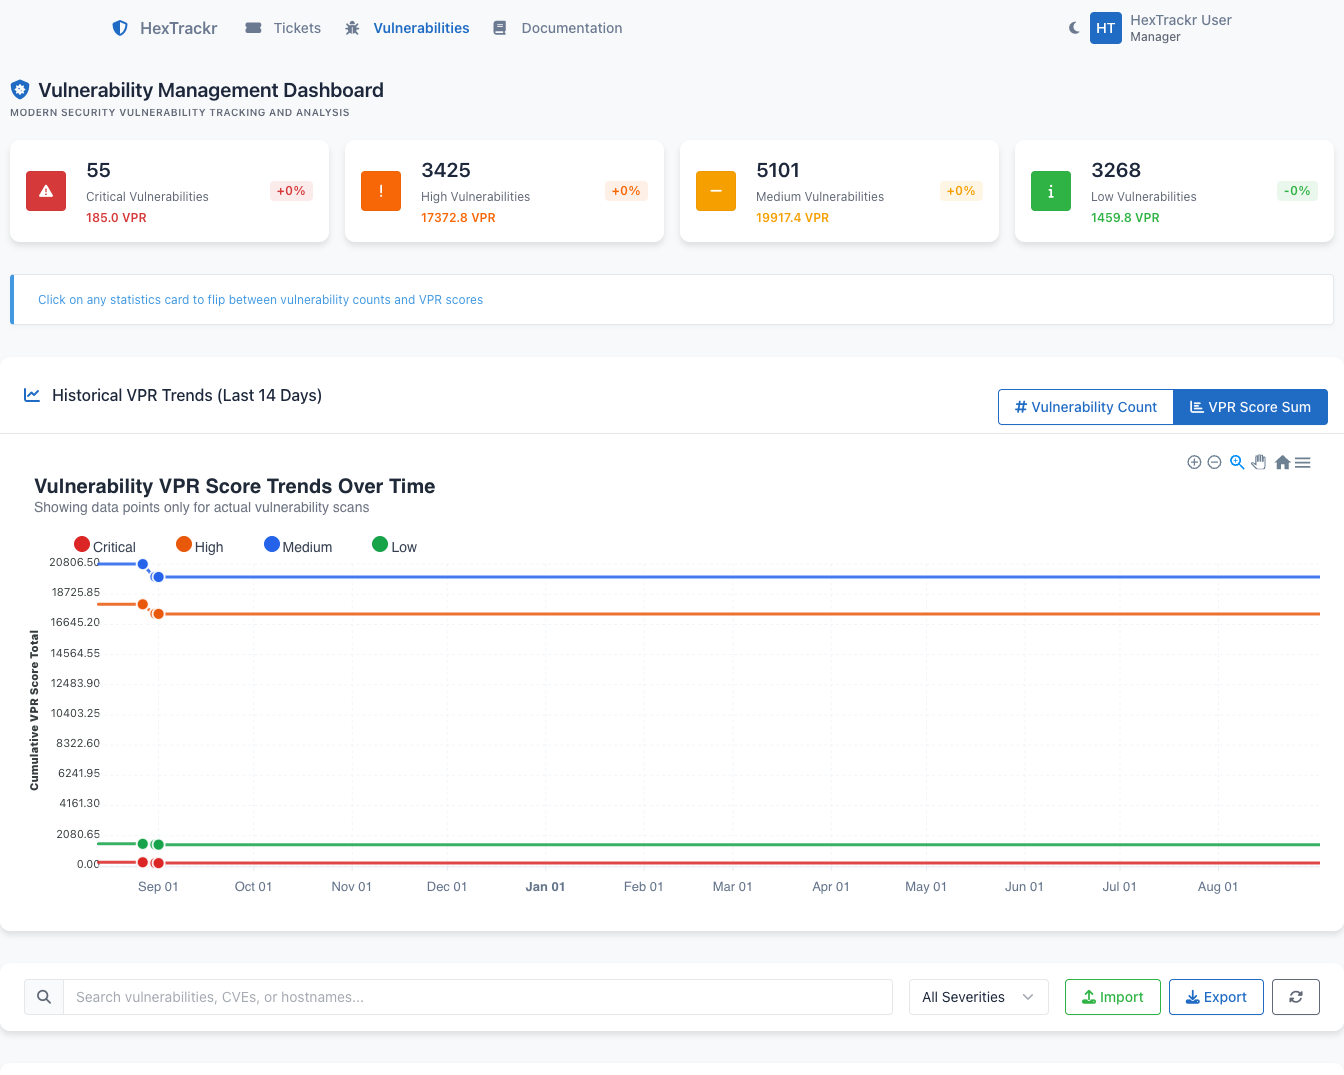 HexTrackr
Tickets
Vulnerabilities
Documentation
HT
HexTrackr User
Manager
Vulnerability Management Dashboard
MODERN SECURITY VULNERABILITY TRACKING AND ANALYSIS
55
Critical Vulnerabilities
185.0 VPR
+0%
3425
High Vulnerabilities
17372.8 VPR
+0%
5101
Medium Vulnerabilities
19917.4 VPR
+0%
3268
Low Vulnerabilities
1459.8 VPR
-0%
Click on any statistics card to flip between vulnerability counts and VPR scores
Historical VPR Trends (Last 14 Days)
# Vulnerability Count
VPR Score Sum
Vulnerability VPR Score Trends Over Time
Showing data points only for actual vulnerability scans
Critical
High
Medium
Low
Cumulative VPR Score Total
20806.50
18725.85
16645.20
14564.55
12483.90
10403.25
8322.60
6241.95
4161.30
2080.65
0.00
Sep 01
Oct 01
Nov 01
Dec 01
Jan 01
Feb 01
Mar 01
Apr 01
May 01
Jun 01
Jul 01
Aug 01
Search vulnerabilities, CVEs, or hostnames...
All Severities
Import
Export